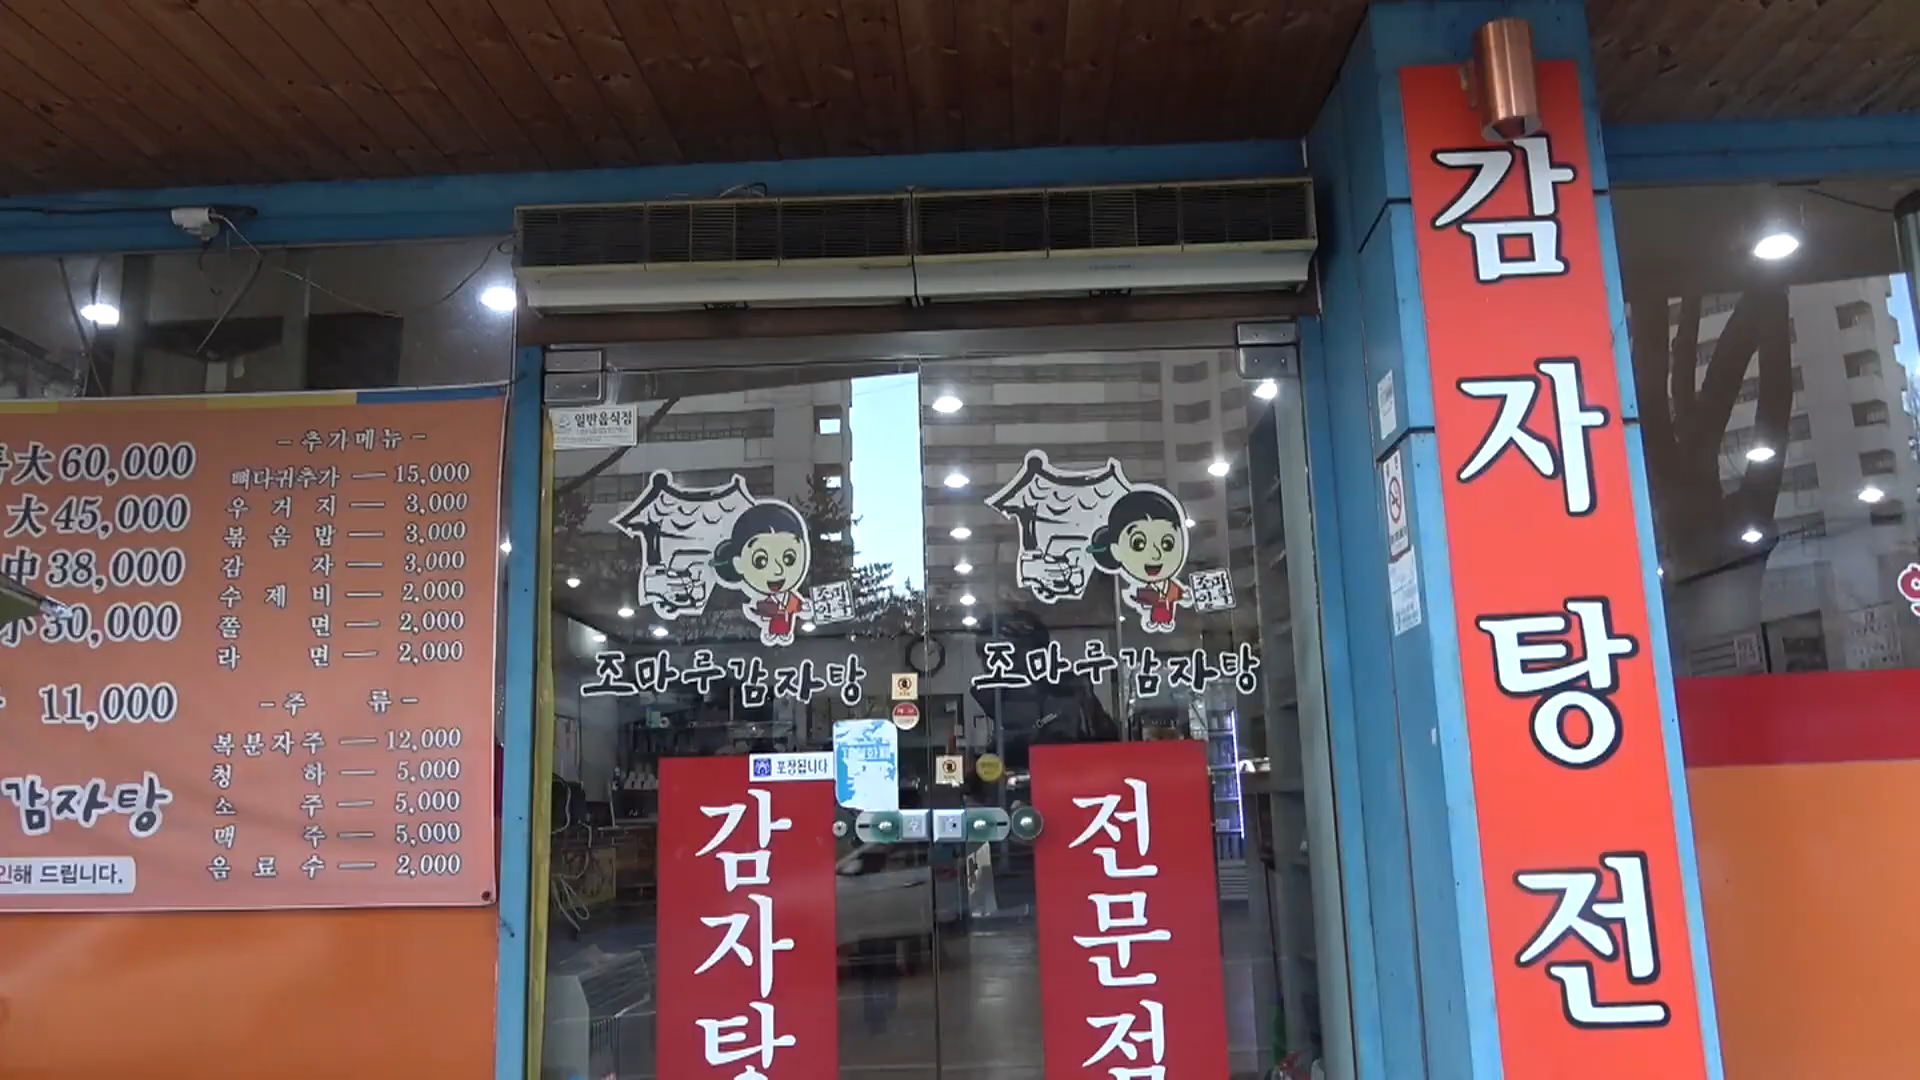 大 60,000
大 45,000
中 38,000
小 30,000
11,000
감자탕
인해 드립니다.
- 추가메뉴 -
뼈다귀추가 — 15,000
우거지 — 3,000
볶음밥 — 3,000
감자 — 3,000
수제비 — 2,000
쫄면 — 2,000
라면 — 2,000
- 주류 -
복분자주 — 12,000
청하 — 5,000
소주 — 5,000
맥주 — 5,000
음료수 — 2,000
일반음식점
조마루감자탕
조마루감자탕
포장됩니다
감자탕
전문점
감자탕전